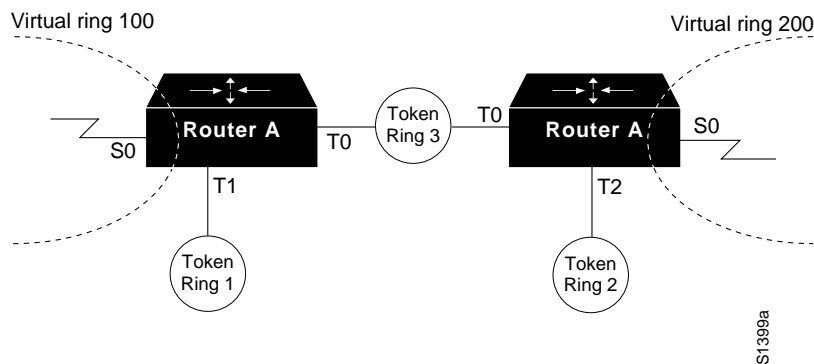 Virtual ring 100
Virtual ring 200
Router A
Token
Ring 3
Router A
S0
T0
T0
S0
T1
T2
Token
Ring 1
Token
Ring 2
S1399a